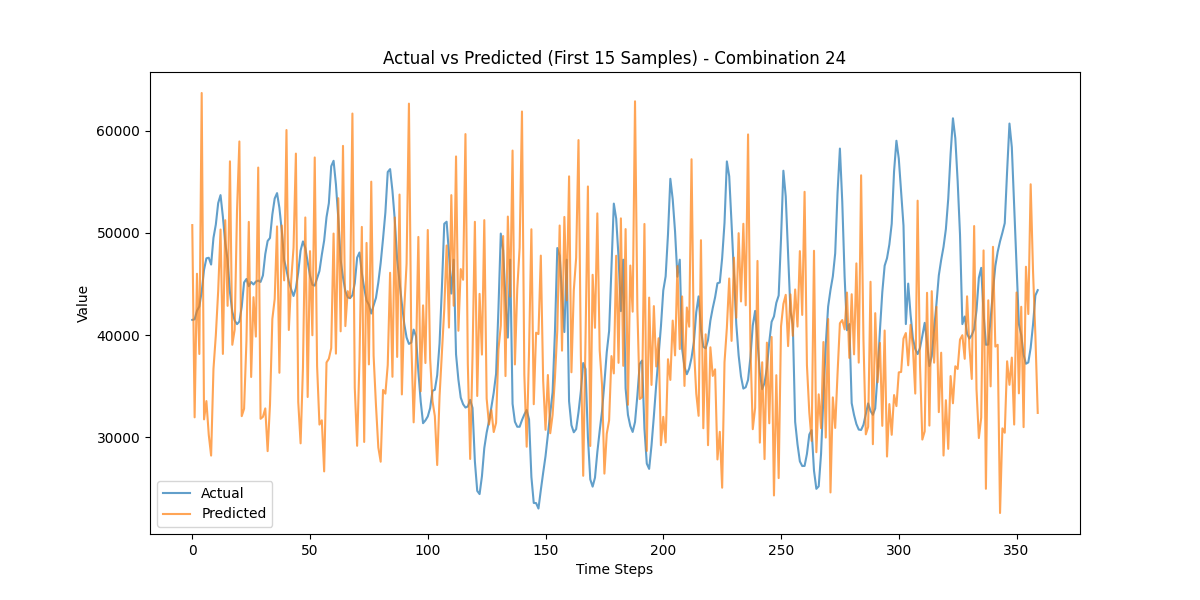 Actual vs Predicted (First 15 Samples) - Combination 24
Value
60000
50000
40000
30000
Actual
Predicted
0 50 100 150 200 250 300 350
Time Steps